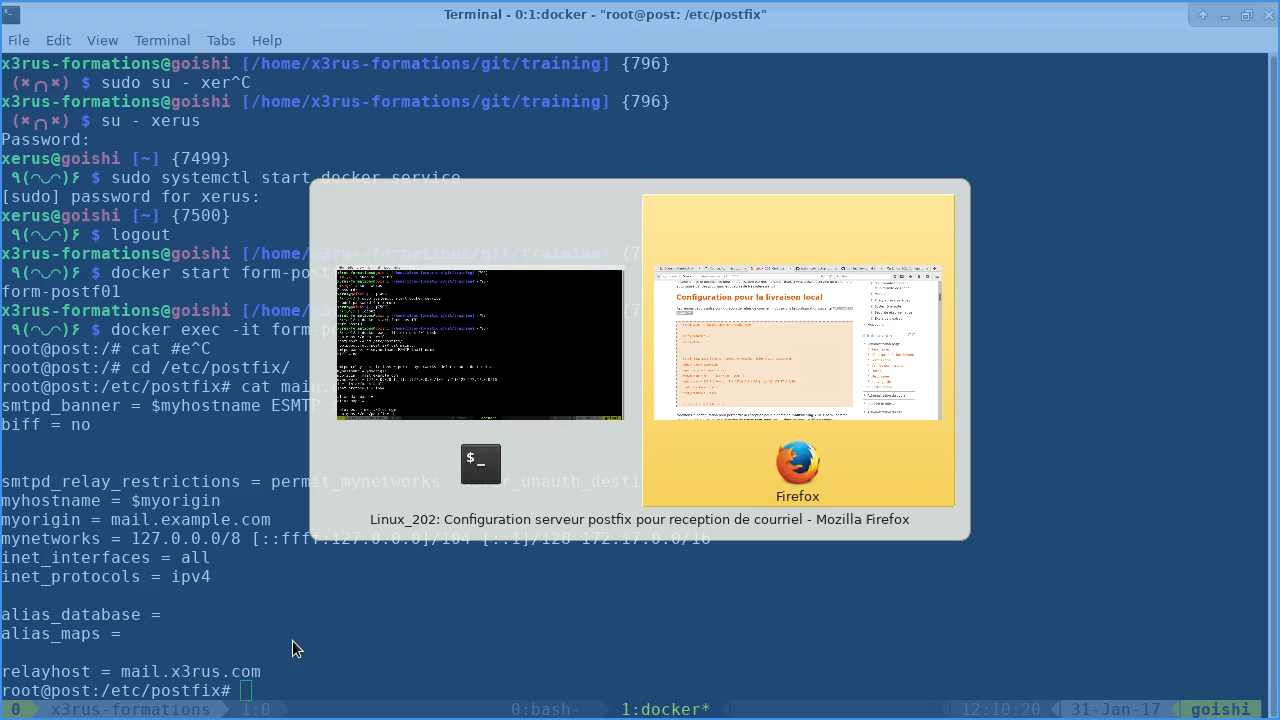 Terminal - 0:1:docker - "root@post: /etc/postfix"
File Edit View Terminal Tabs Help
x3rus-formations@goishi [/home/x3rus-formations/git/training] {796}
(✖╭╮✖) $ sudo su - xer^C
x3rus-formations@goishi [/home/x3rus-formations/git/training] {796}
(✖╭╮✖) $ su - xerus
Password:
xerus@goishi [~] {7499}
٩(◠◡◠)۶ $ sudo systemctl start docker.service
[sudo] password for xerus:
xerus@goishi [~] {7500}
٩(◠◡◠)۶ $ logout
x3rus-formations@goishi [/home/x3rus-formations/git/training] {7
٩(◠◡◠)۶ $ docker start form-postf
form-postf01
x3rus-formations@goishi [/home/x3rus-formations/git/training] {7
٩(◠◡◠)۶ $ docker exec -it form-po
root@post:/# cat ##^C
root@post:/# cd /etc/postfix/
root@post:/etc/postfix# cat main.c
smtpd_banner = $myhostname ESMTP
biff = no
smtpd_relay_restrictions = permit_mynetworks defer_unauth_desti
myhostname = $myorigin
myorigin = mail.example.com
mynetworks = 127.0.0.0/8 [::ffff:127.0.0.0]/104 [::1]/128 172.17.0.0/16
inet_interfaces = all
inet_protocols = ipv4
alias_database =
alias_maps =
relayhost = mail.x3rus.com
root@post:/etc/postfix#
0 x3rus-formations 1:0 0:bash- 1:docker* 12:10:20 31-Jan-17 goishi
Configuration pour la livraison local
$_
Firefox
Linux_202: Configuration serveur postfix pour reception de courriel - Mozilla Firefox